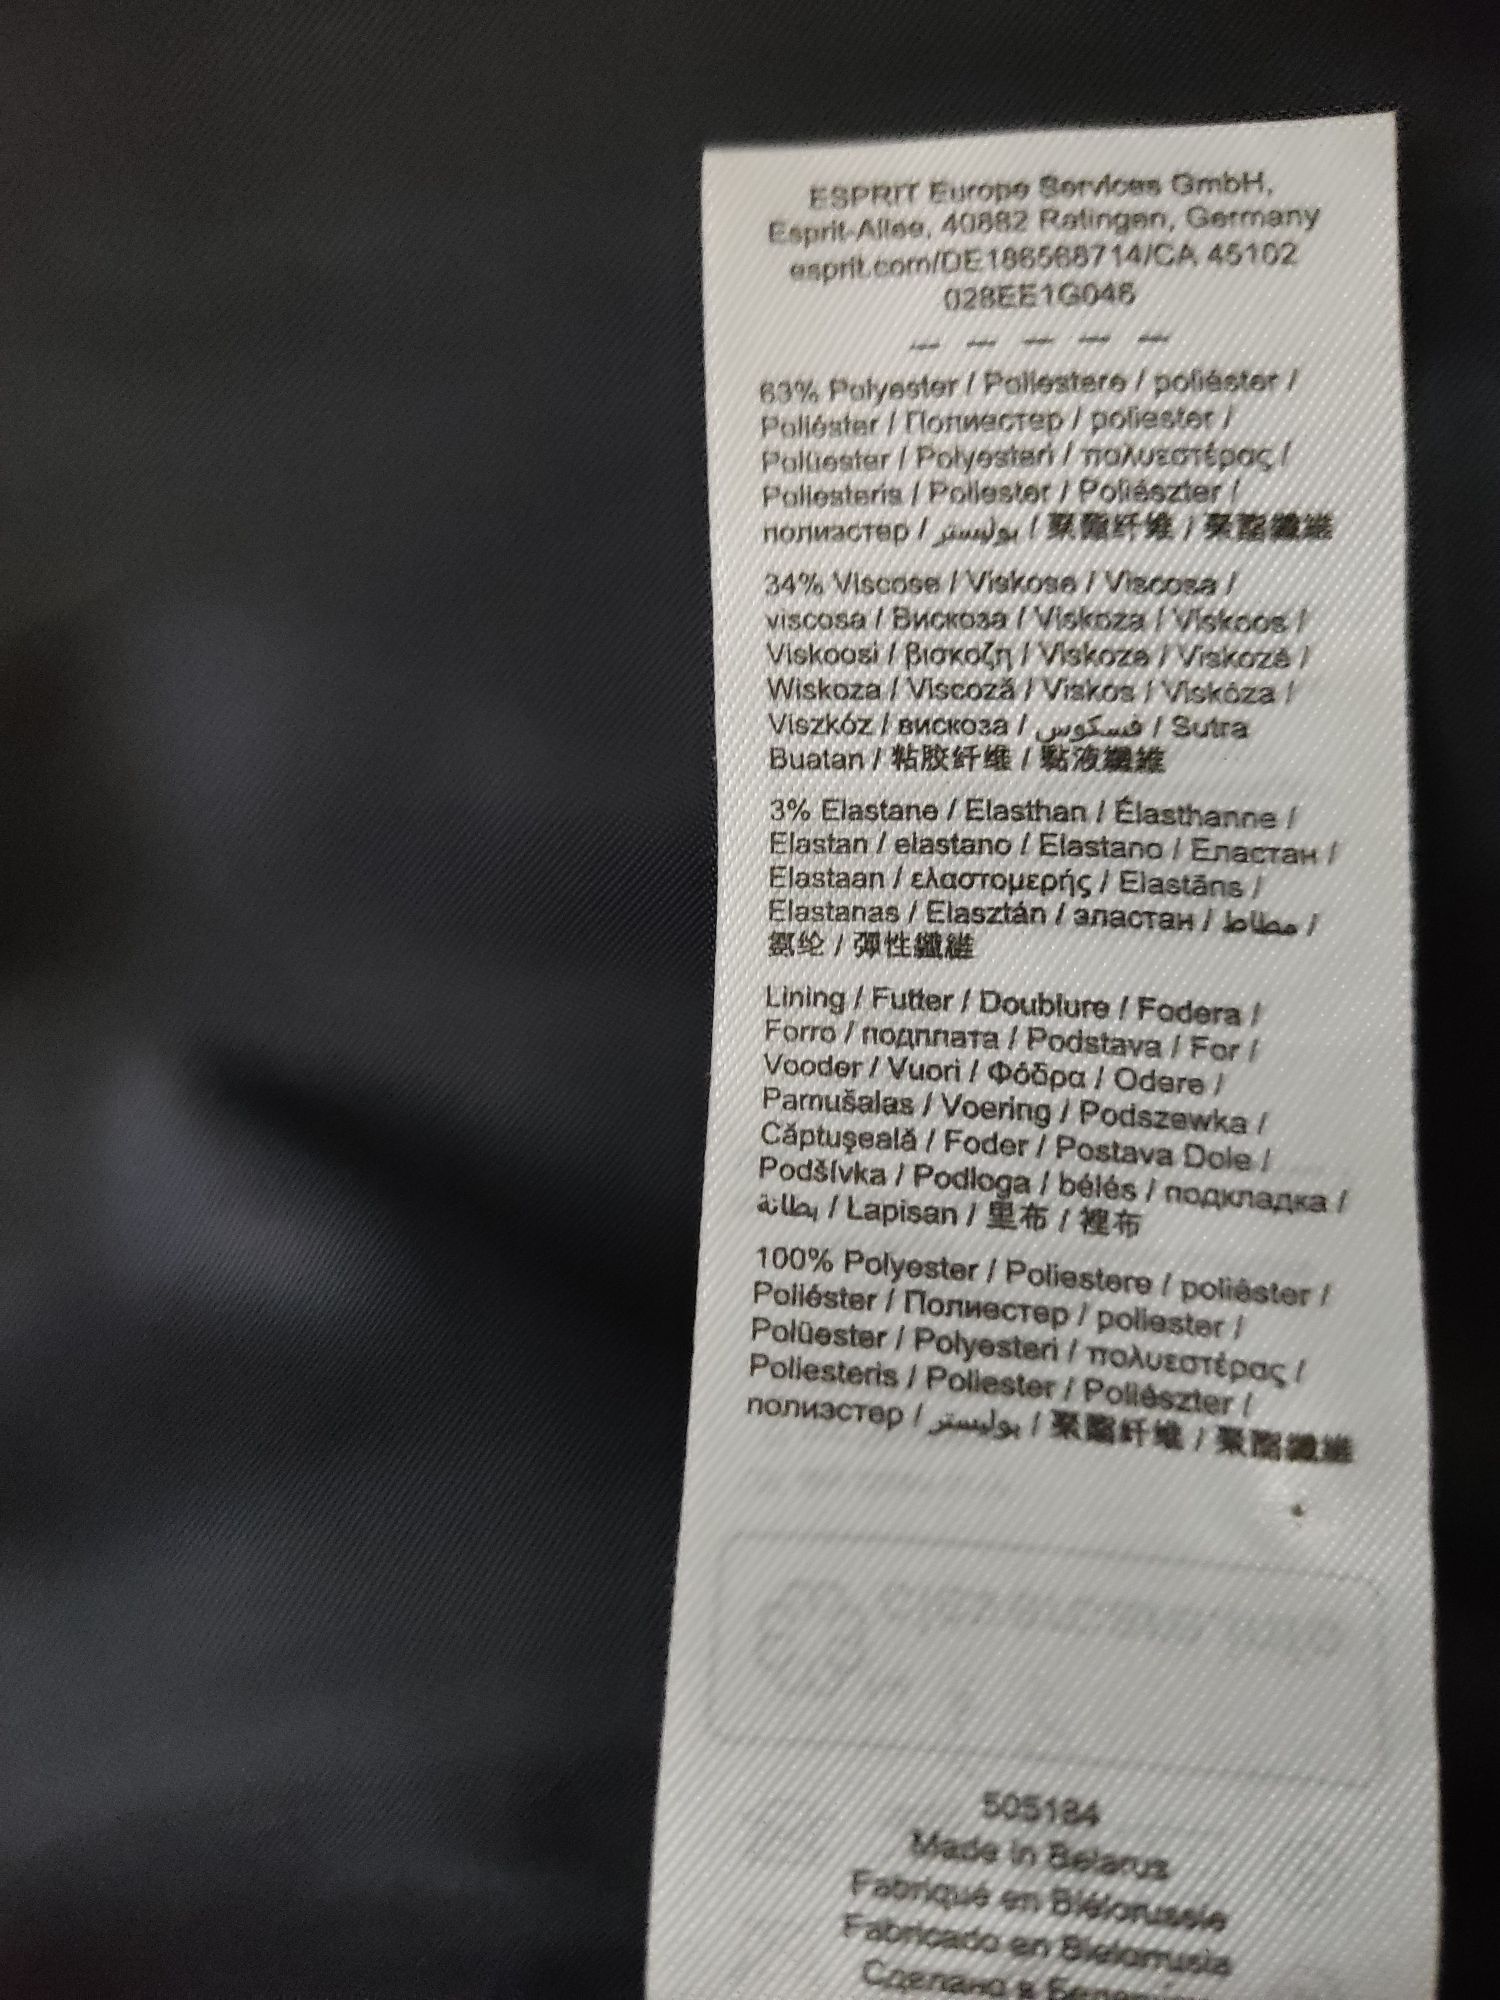 ESPRIT Europe Services GmbH,
Esprit-Allee, 40882 Ratingen, Germany
esprit.com/DE186568714/CA 45102
028EE1G046
— — — — —
63% Polyester / Poliestere / poliéster /
Poliéster / Полиестер / poliester /
Polüester / Polyesteri / πολυεστέρας /
Poliesteris / Poliester / Poliészter /
полиэстер / بوليستر / 聚酯纤维 / 聚酯纖維
34% Viscose / Viskose / Viscosa /
viscosa / Вискоза / Viskoza / Viskoos /
Viskoosi / βισκοζη / Viskoze / Viskozė /
Wiskoza / Viscoză / Viskos / Viskóza /
Viszkóz / вискоза / فسكوس / Sutra
Buatan / 粘胶纤维 / 黏液纖維
3% Elastane / Elasthan / Élasthanne /
Elastan / elastano / Elastano / Еластан /
Elastaan / ελαστομερής / Elastāns /
Elastanas / Elasztán / эластан / مطاط /
氨纶 / 彈性纖維
Lining / Futter / Doublure / Fodera /
Forro / подплата / Podstava / For /
Vooder / Vuori / Φόδρα / Odere /
Pamušalas / Voering / Podszewka /
Căptuşeală / Foder / Postava Dole /
Podšívka / Podloga / bélés / подкладка /
بطانة / Lapisan / 里布 / 裡布
100% Polyester / Poliestere / poliéster /
Poliéster / Полиестер / poliester /
Polüester / Polyesteri / πολυεστέρας /
Poliesteris / Poliester / Poliészter /
полиэстер / بوليستر / 聚酯纤维 / 聚酯纖維
505184
Made in Belarus
Fabriqué en Biélorussie
Fabricado en Bielorrusia
Сделано в